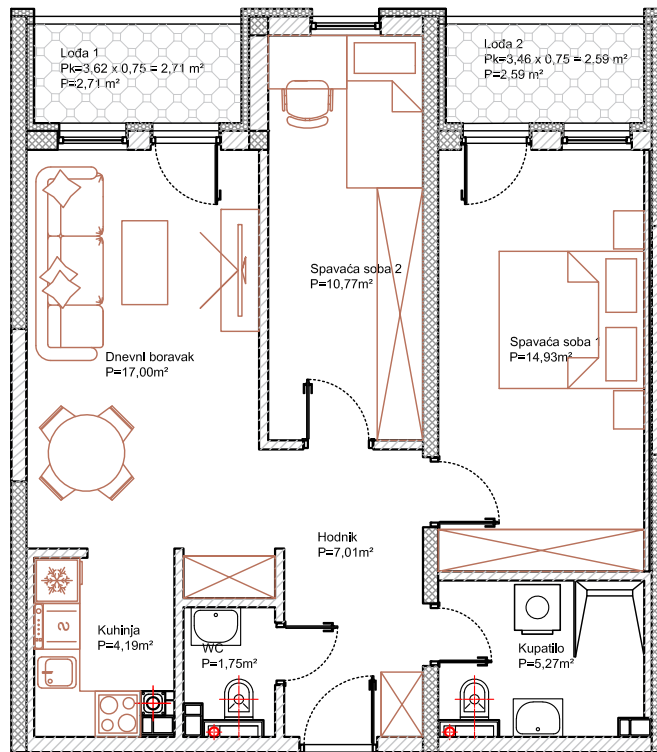 Lođa 1
Pk=3,62 x 0,75 = 2,71 m²
P=2,71 m²
Lođa 2
Pk=3,46 x 0,75 = 2.59 m²
P=2.59 m²
Spavaća soba 2
P=10,77m²
Dnevni boravak
P=17,00m²
Spavaća soba 1
P=14,93m²
Hodnik
P=7,01m²
S
Kuhinja
P=4,19m²
WC
P=1,75m²
Kupatilo
P=5,27m²